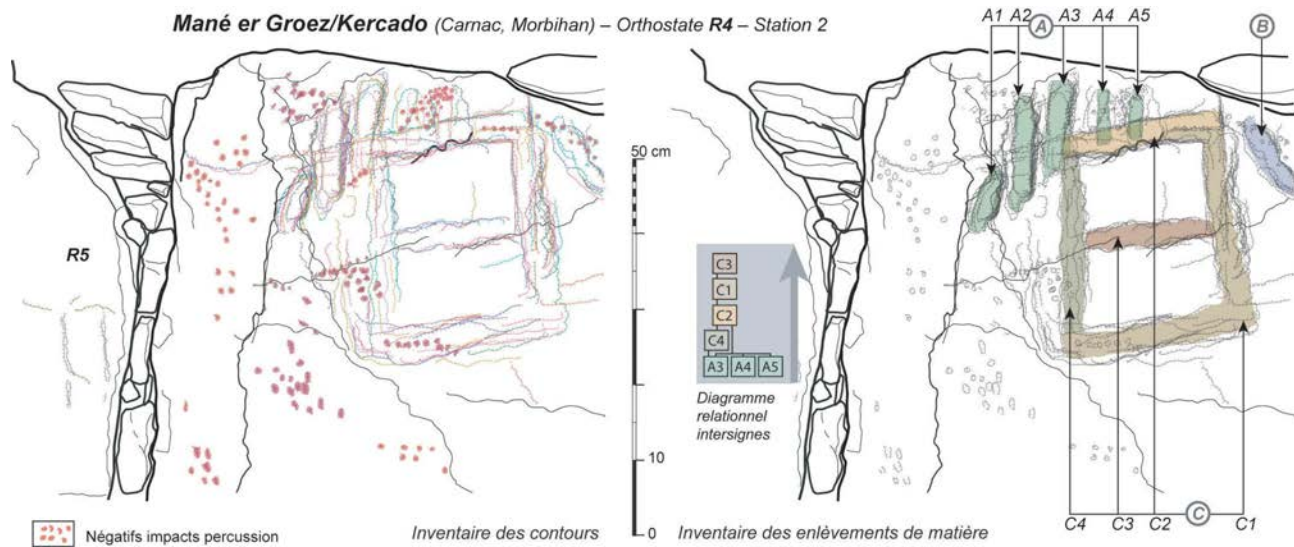 Mané er Groez/Kercado (Carnac, Morbihan) – Orthostate R4 – Station 2
A1 A2 A A3 A4 A5 B
50 cm
R5
C3
C1
C2
C4
A3 A4 A5
Diagramme
relationnel
intersignes
10
C4 C3 C2 C C1
0
Négatifs impacts percussion
Inventaire des contours
Inventaire des enlèvements de matière